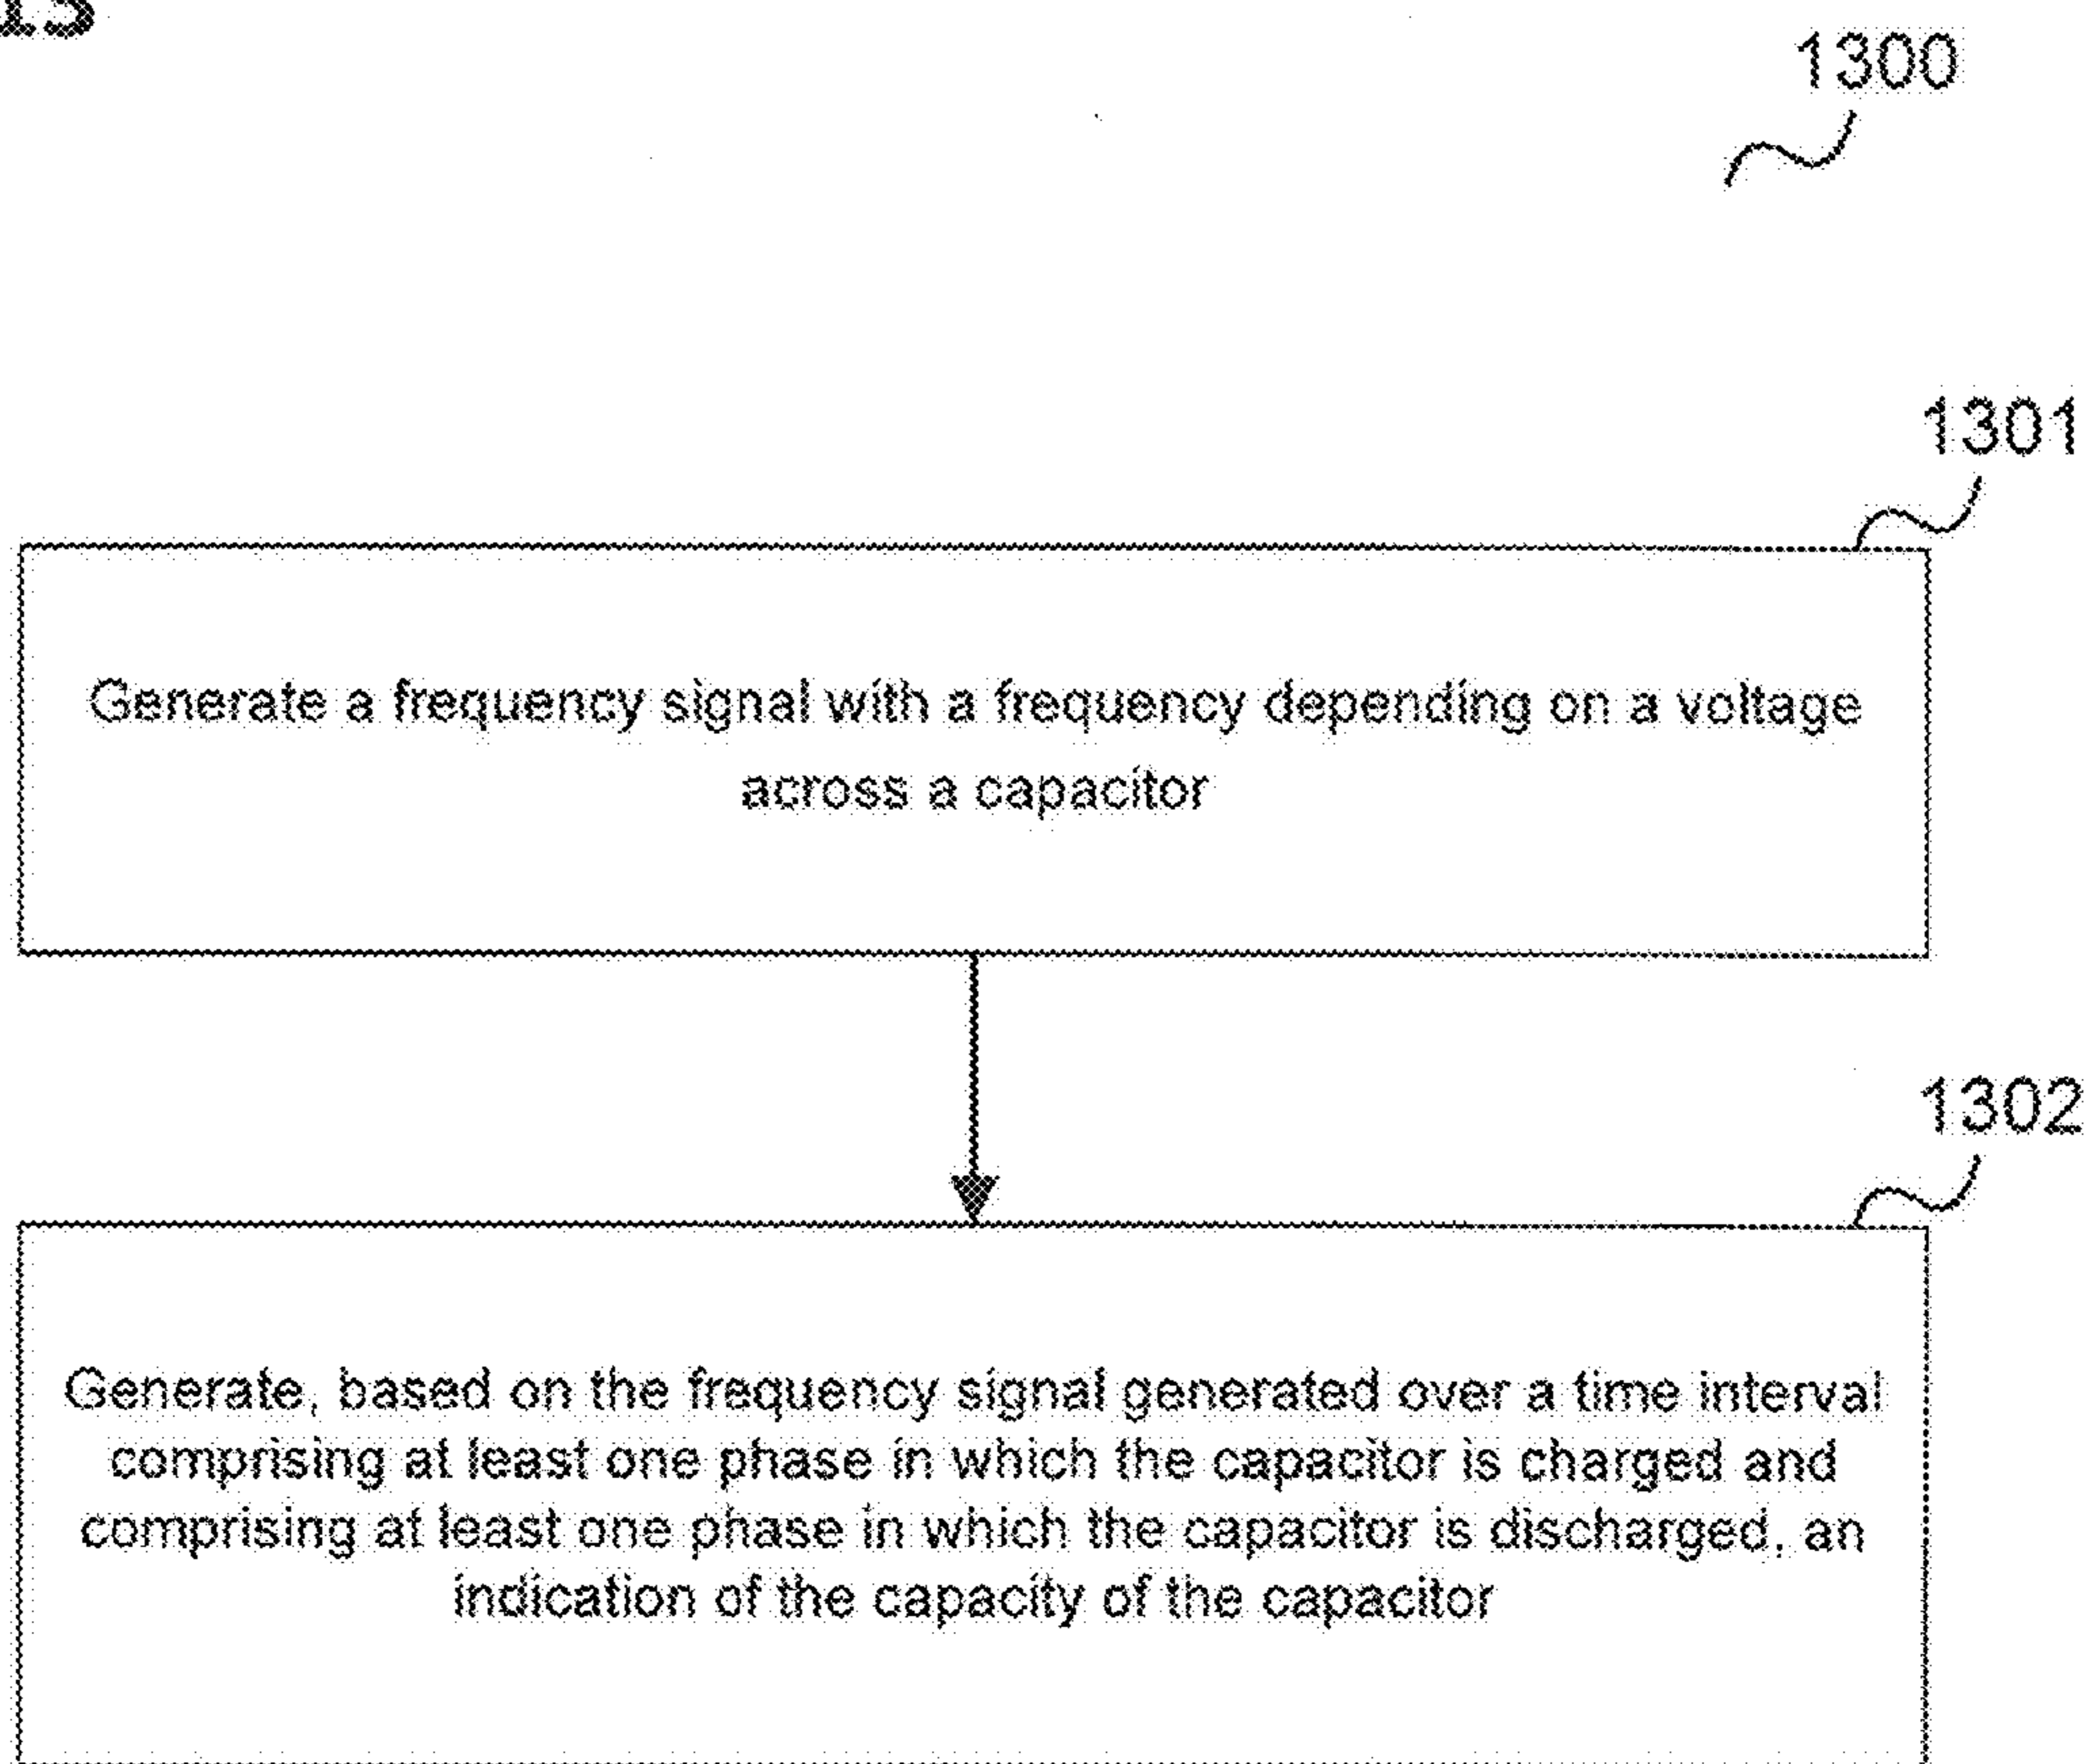 13
1300
1301
Generate a frequency signal with a frequency depending on a voltage
across a capacitor
1302
Generate, based on the frequency signal generated over a time interval
comprising at least one phase in which the capacitor is charged and
comprising at least one phase in which the capacitor is discharged, an
indication of the capacity of the capacitor